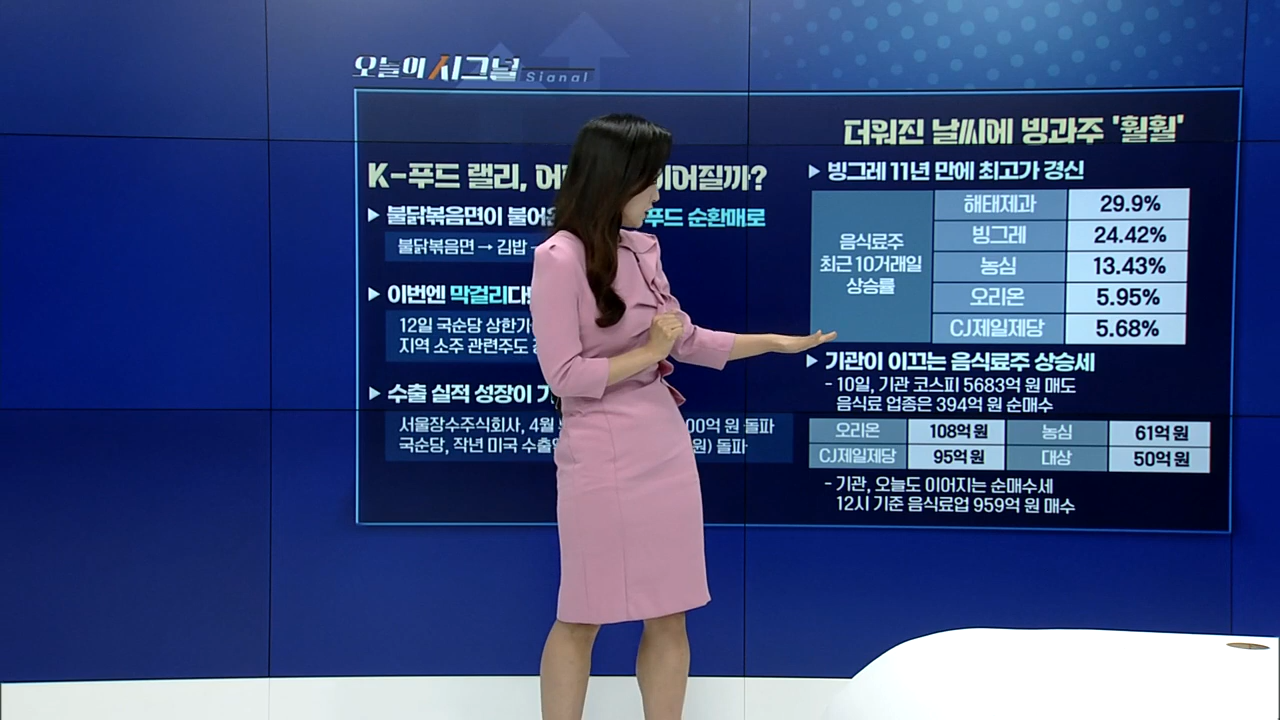 오늘의 시그널
Signal
K-푸드 랠리, 이어질까?
▶ 불닭볶음면이 푸드 순환매로
불닭볶음면 → 김밥
▶ 이번엔 막걸리
12일 국순당
지역 소주 관련주도
▶ 수출 실적 성장이
서울장수주식회사, 4월 00억 원 돌파
국순당, 작년 미국 원) 돌파
더워진 날씨에 빙과주 '훨훨'
▶ 빙그레 11년 만에 최고가 경신
음식료주
최근 10거래일
상승률
해태제과 29.9%
빙그레 24.42%
농심 13.43%
오리온 5.95%
CJ제일제당 5.68%
▶ 기관이 이끄는 음식료주 상승세
- 10일, 기관 코스피 5683억 원 매도
음식료 업종은 394억 원 순매수
오리온 108억 원 농심 61억 원
CJ제일제당 95억 원 대상 50억 원
- 기관, 오늘도 이어지는 순매수세
12시 기준 음식료업 959억 원 매수